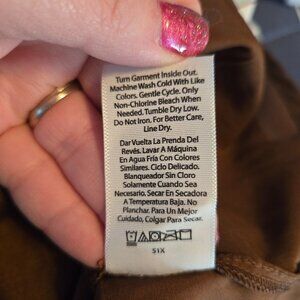 Turn Garment Inside Out.
Machine Wash Cold With Like
Colors. Gentle Cycle. Only
Non-Chlorine Bleach When
Needed. Tumble Dry Low.
Do Not Iron. For Better Care,
Line Dry.
Dar Vuelta La Prenda Del
Revés. Lavar A Máquina
En Agua Fría Con Colores
Similares. Ciclo Delicado.
Blanqueador Sin Cloro
Solamente Cuando Sea
Necesario. Secar En Secadora
A Temperatura Baja. No
Planchar. Para Un Mejor
Cuidado, Colgar Para Secar.
SIX